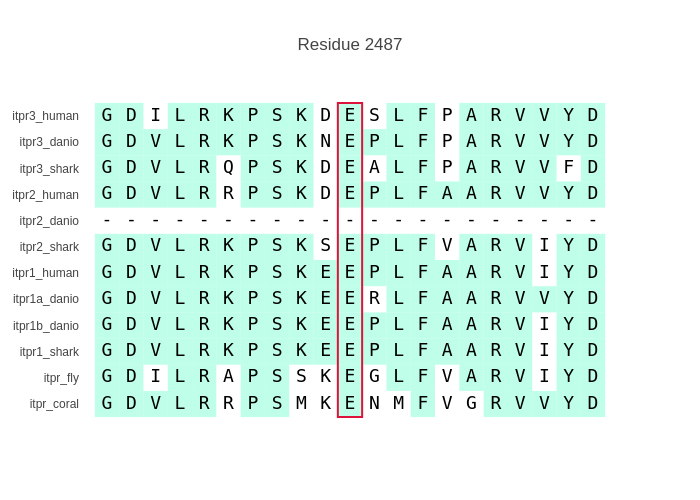 Residue 2487
itpr3_human G D I L R K P S K D E S L F P A R V V Y D
itpr3_danio G D V L R K P S K N E P L F P A R V V Y D
itpr3_shark G D V L R Q P S K D E A L F P A R V V F D
itpr2_human G D V L R R P S K D E P L F A A R V V Y D
itpr2_danio - - - - - - - - - - - - - - - - - - - - -
itpr2_shark G D V L R K P S K S E P L F V A R V I Y D
itpr1_human G D V L R K P S K E E P L F A A R V I Y D
itpr1a_danio G D V L R K P S K E E R L F A A R V V Y D
itpr1b_danio G D V L R K P S K E E P L F A A R V I Y D
itpr1_shark G D V L R K P S K E E P L F A A R V I Y D
itpr_fly G D I L R A P S S K E G L F V A R V I Y D
itpr_coral G D V L R R P S M K E N M F V G R V V Y D